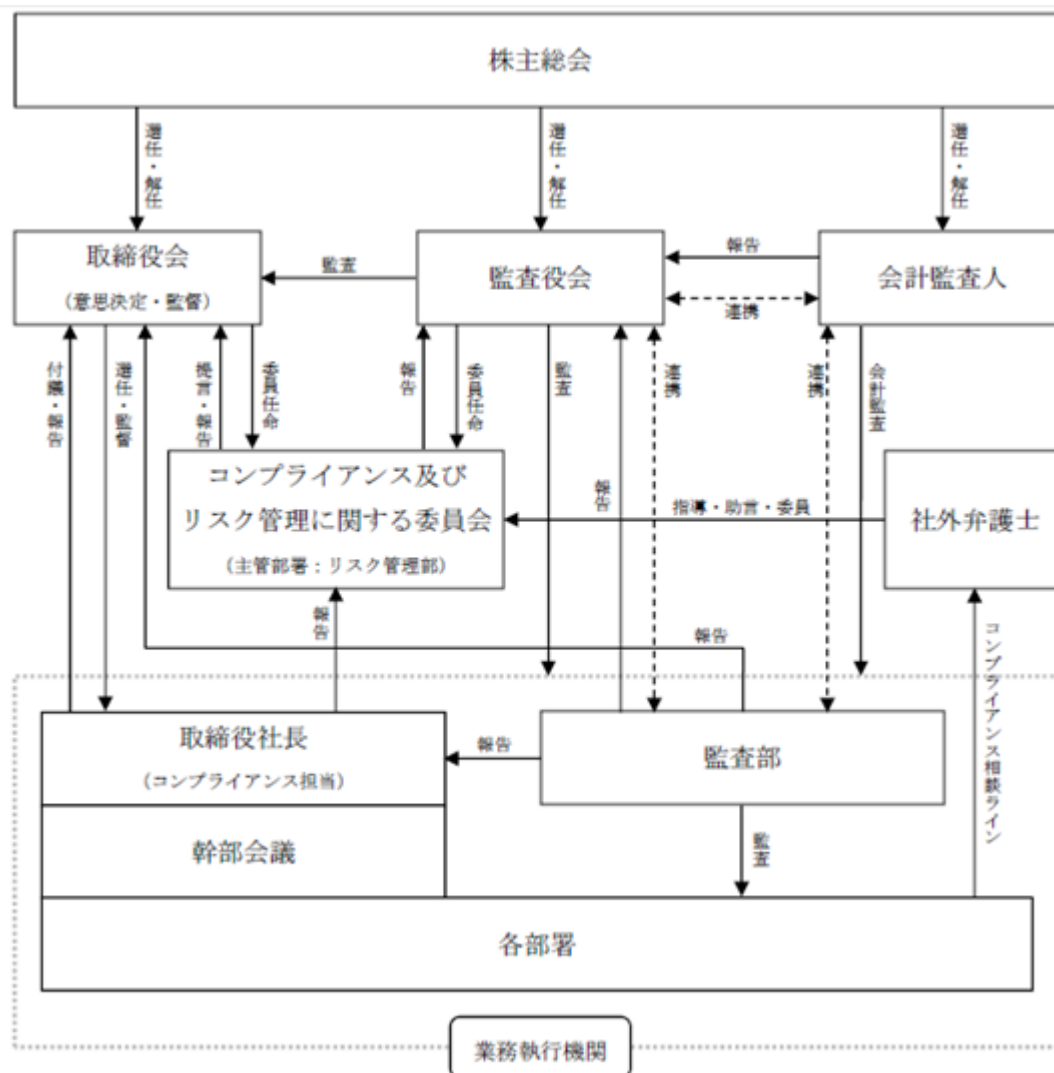 株主総会
選任・解任
選任・解任
選任・解任
取締役会
(意思決定・監督)
監査
監査役会
報告
連携
会計監査人
付議・報告
選任・監督
提言・報告
委員任命
報告
委員任命
監査
報告
連携
連携
会計監査
コンプライアンス及び
リスク管理に関する委員会
(主管部署:リスク管理部)
指導・助言・委員
社外弁護士
報告
報告
コンプライアンス相談ライン
取締役社長
(コンプライアンス担当)
報告
監査部
幹部会議
監査
各部署
業務執行機関